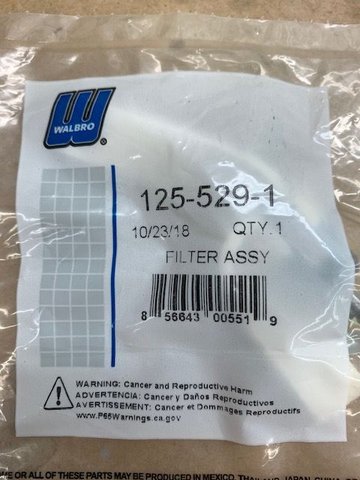 WALBRO
®
125-529-1
10/23/18 QTY.1
FILTER ASSY
8 56643 00551 9
WARNING: Cancer and Reproductive Harm
ADVERTENCIA: Cancer y Daños Reproductivos
AVERTISSEMENT: Cancer et Dommages Reproductifs
www.P65Warnings.ca.gov
ME OR ALL OF THESE PARTS MAY BE PRODUCED IN MEXICO, THAILAND, JAPAN, CHINA,